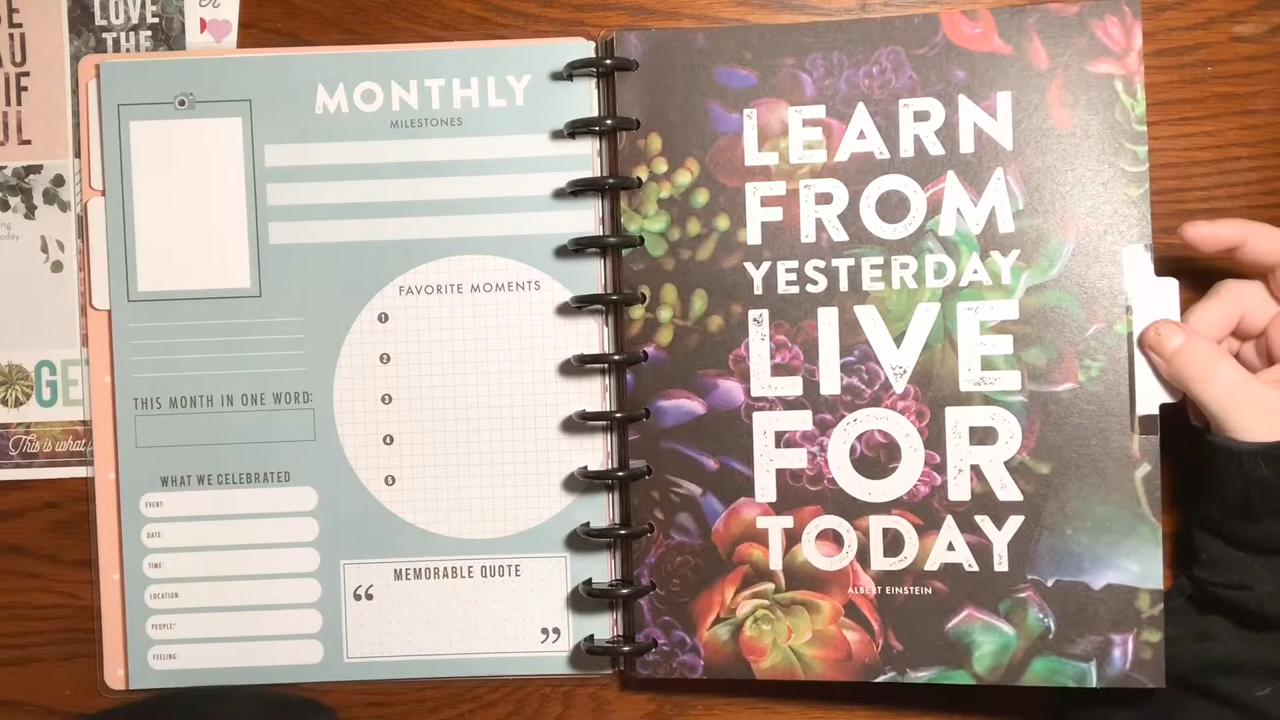 LOVE
THE
GE
This is what
MONTHLY
MILESTONES
FAVORITE MOMENTS
1
2
3
4
5
THIS MONTH IN ONE WORD:
WHAT WE CELEBRATED
EVENT:
DATE:
TIME:
LOCATION:
PEOPLE:
FEELING:
MEMORABLE QUOTE
“
”
LEARN
FROM
YESTERDAY
LIVE
FOR
TODAY
ALBERT EINSTEIN